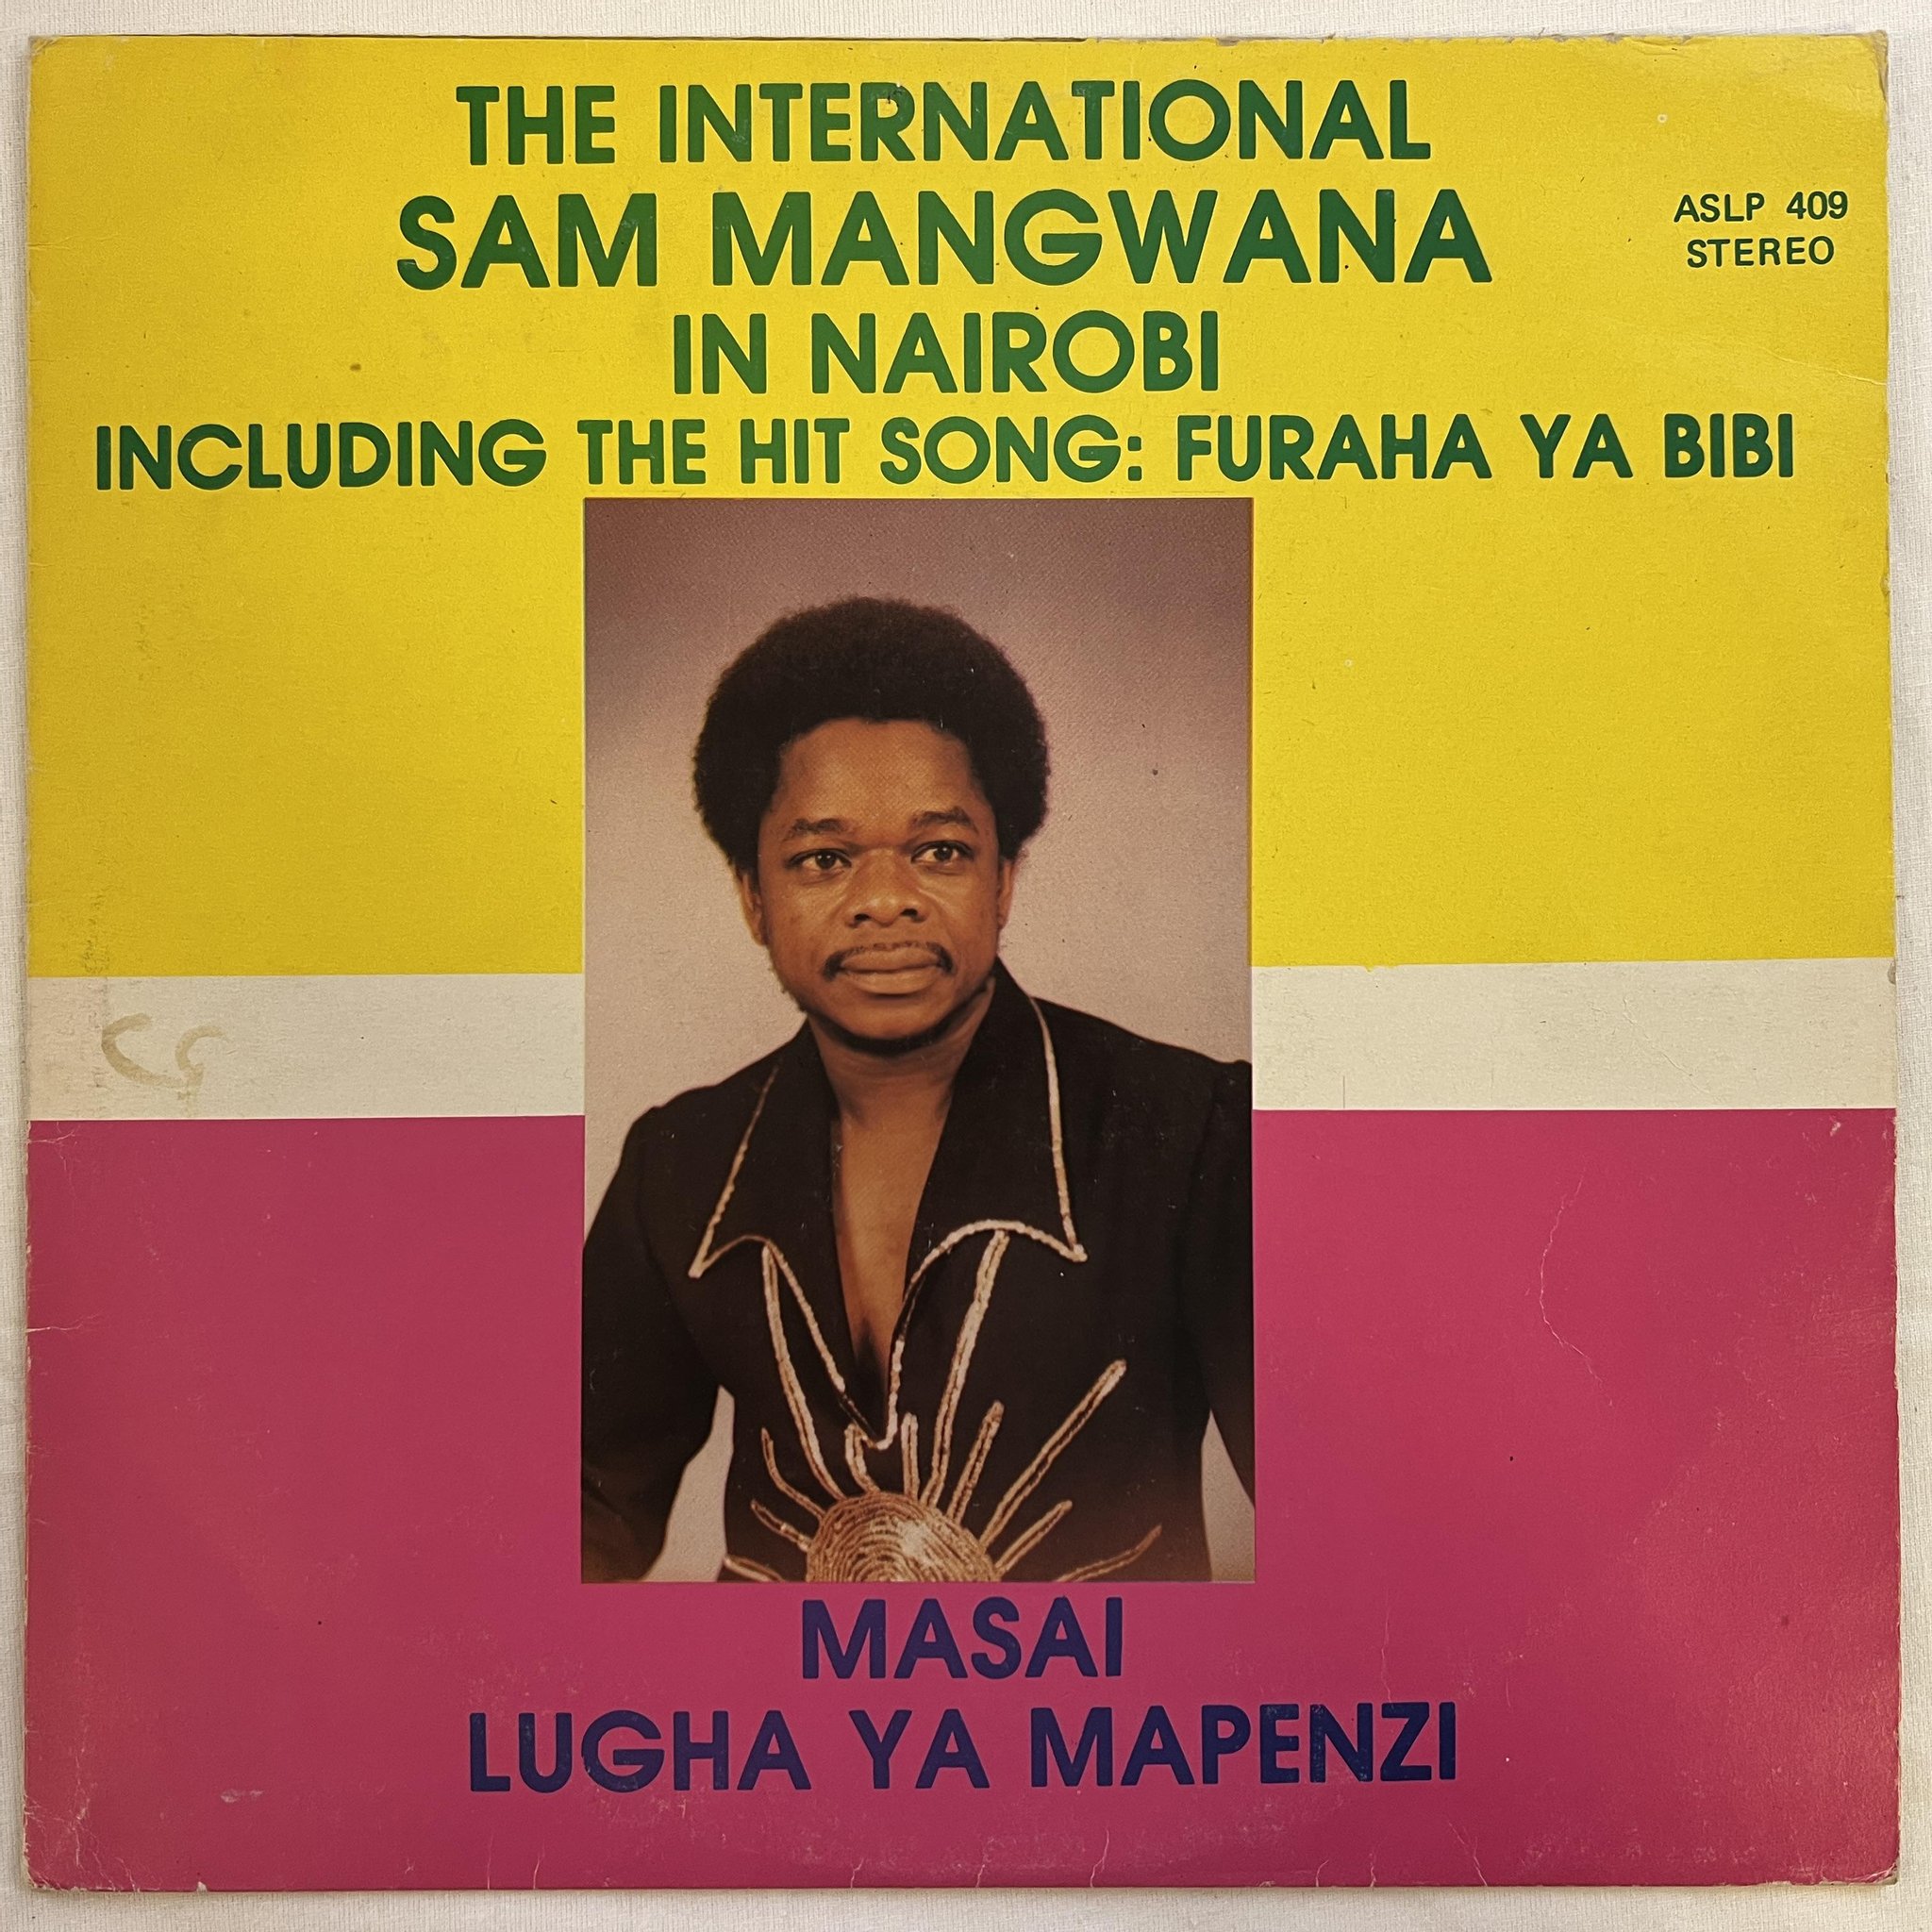 THE INTERNATIONAL
SAM MANGWANA
ASLP 409
STEREO
IN NAIROBI
INCLUDING THE HIT SONG: FURAHA YA BIBI
MASAI
LUGHA YA MAPENZI